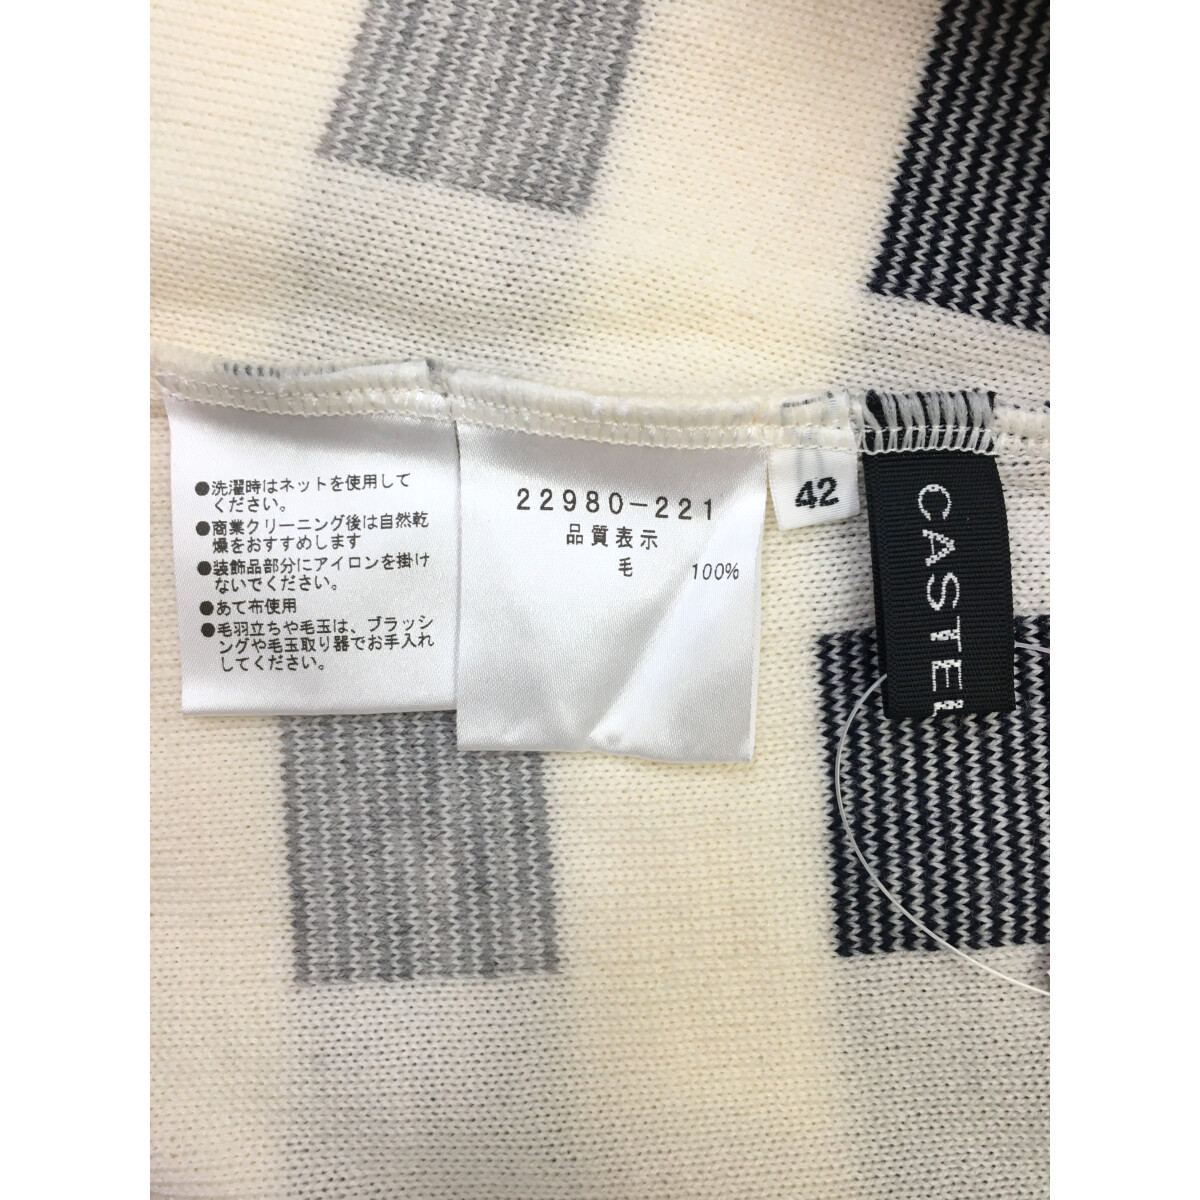 ●洗濯時はネットを使用して
ください。
●商業クリーニング後は自然乾
燥をおすすめします
●装飾品部分にアイロンを掛け
ないでください。
●あて布使用
●毛羽立ちや毛玉は、ブラッシ
ングや毛玉取り器でお手入れ
してください。
22980-221
品質表示
毛 100%
42
CASTEL